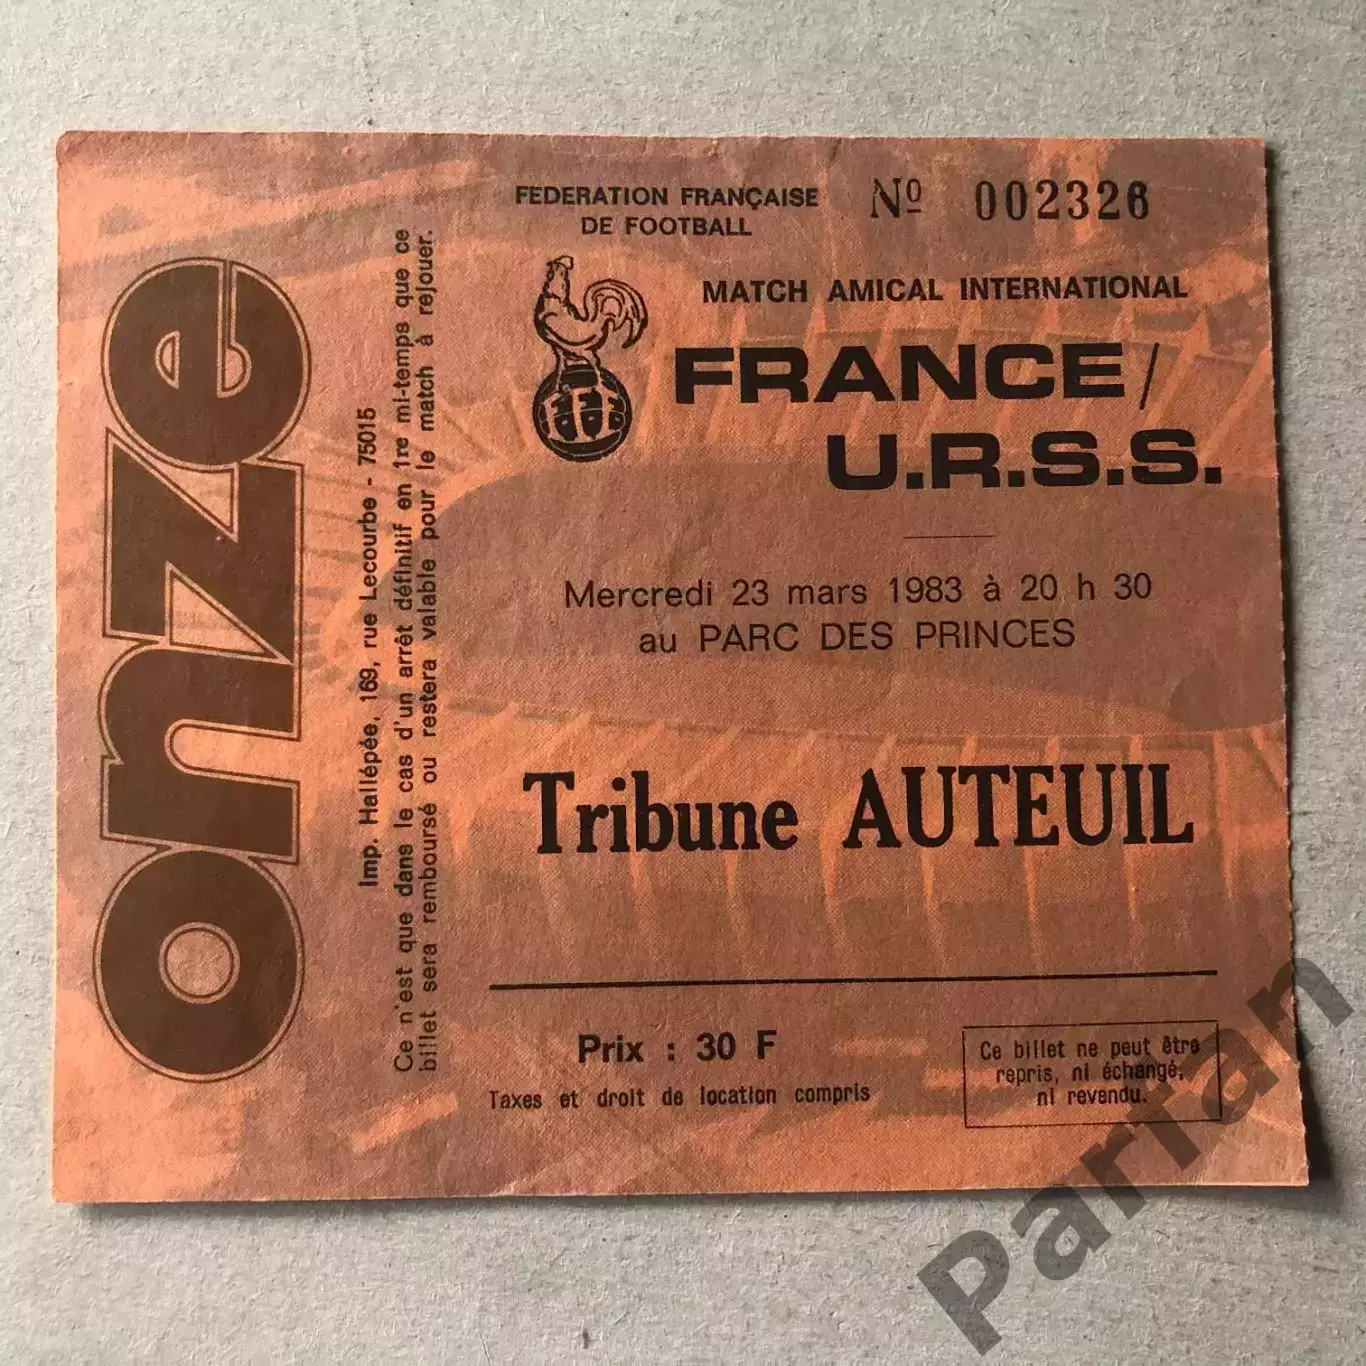 onze
Imp. Hallépée, 169, rue Lecourbe - 75015
Ce n'est que dans le cas d'un arrêt définitif en 1re mi-temps que ce
billet sera remboursé ou restera valable pour le match à rejouer.
FEDERATION FRANÇAISE
DE FOOTBALL
Nº 002326
FFF
MATCH AMICAL INTERNATIONAL
FRANCE/
U.R.S.S.
Mercredi 23 mars 1983 à 20 h 30
au PARC DES PRINCES
Tribune AUTEUIL
Prix : 30 F
Taxes et droit de location compris
Ce billet ne peut être
repris, ni échangé,
ni revendu.
Parran